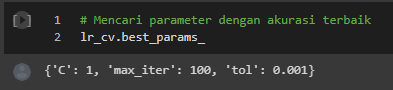 1 # Mencari parameter dengan akurasi terbaik
2 lr_cv.best_params_
{'C': 1, 'max_iter': 100, 'tol': 0.001}